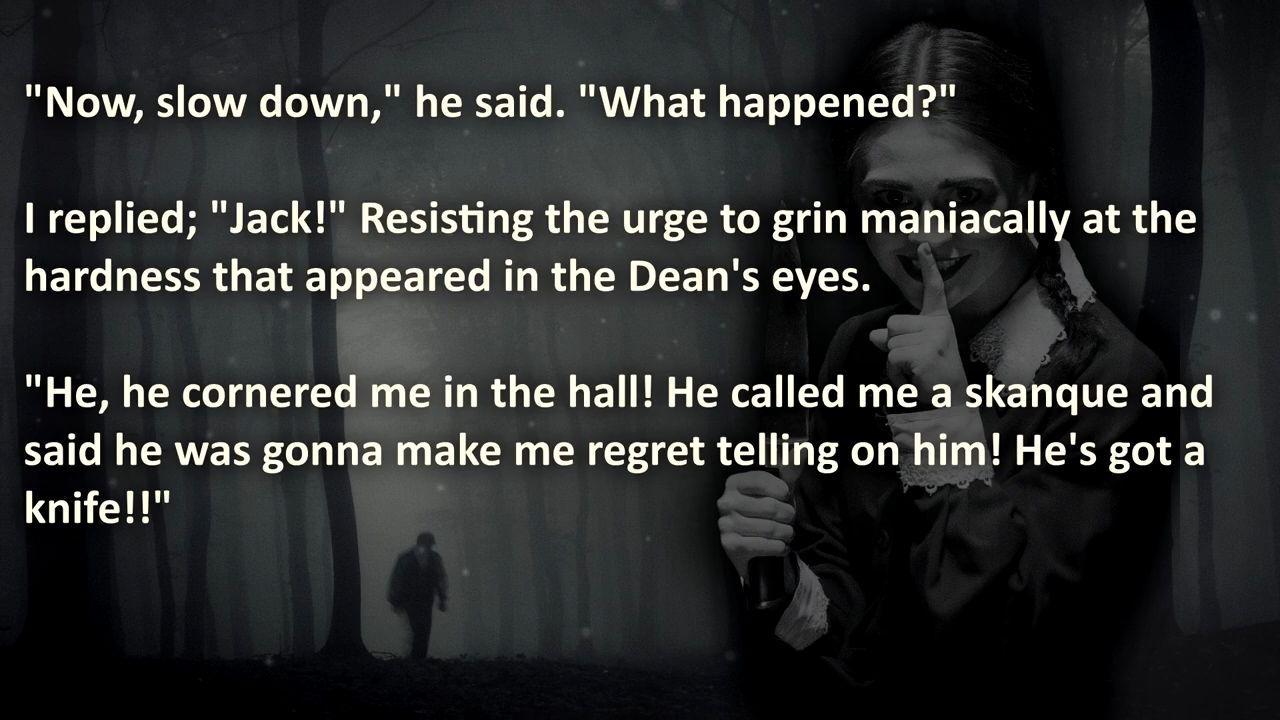 "Now, slow down," he said. "What happened?"
I replied; "Jack!" Resisting the urge to grin maniacally at the
hardness that appeared in the Dean's eyes.
"He, he cornered me in the hall! He called me a skanque and
said he was gonna make me regret telling on him! He's got a
knife!!"